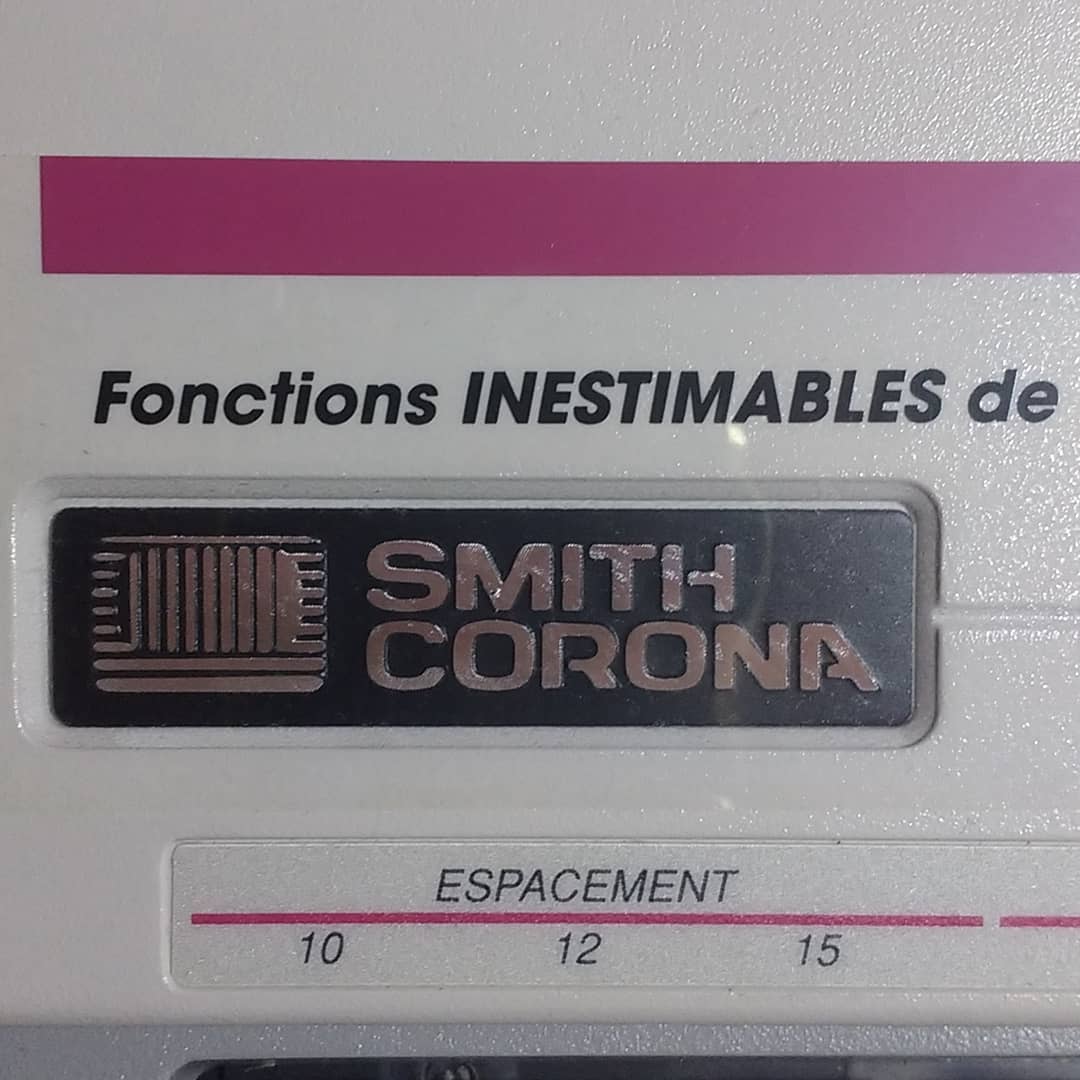 Fonctions INESTIMABLES de
SMITH
CORONA
ESPACEMENT
10 12 15